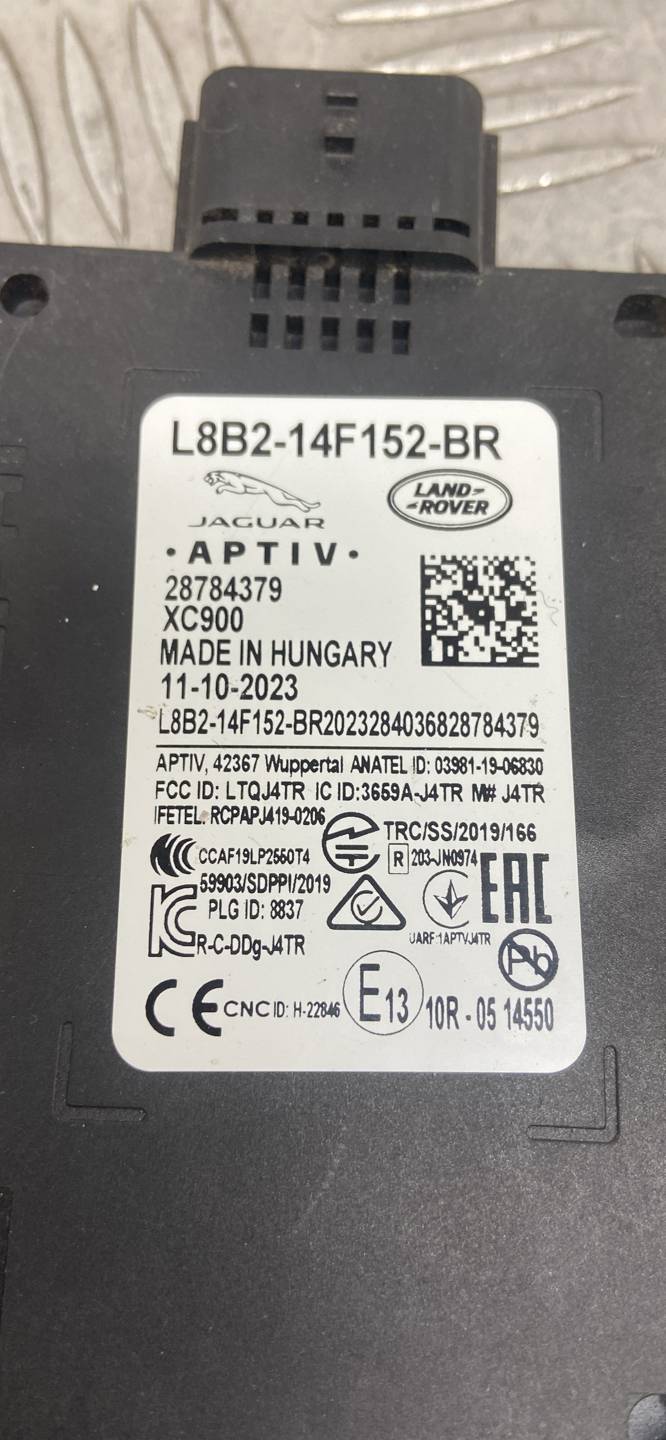 L8B2-14F152-BR
JAGUAR
LAND-
-ROVER
•APTIV•
28784379
XC900
MADE IN HUNGARY
11-10-2023
L8B2-14F152-BR2023284036828784379
APTIV, 42367 Wuppertal ANATEL ID: 03981-19-06830
FCC ID: LTQJ4TR IC ID:3659A-J4TR M# J4TR
IFETEL: RCPAPJ419-0206
TRC/SS/2019/166
CCAF19LP2550T4
R 203-JN0974
59903/SDPPI/2019
EAC
PLG ID: 8837
R-C-DDg-J4TR
UARF:1APTVJ4TR
Pb
CE
CNC ID: H-22846
E13
10R - 05 14550